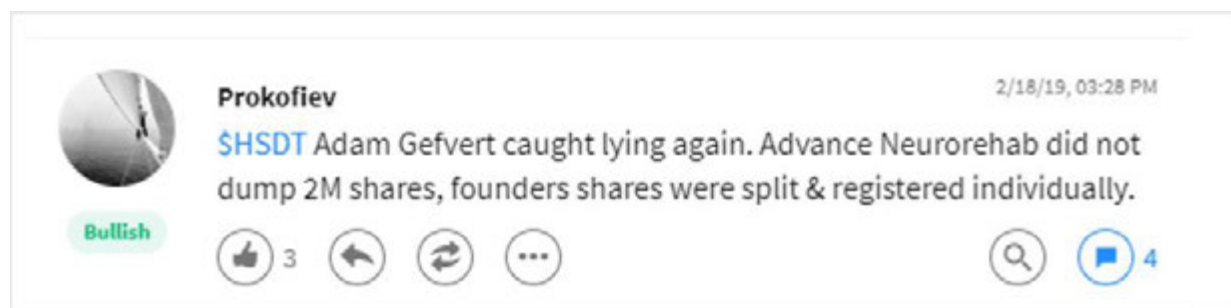 Prokofiev
2/18/19, 03:28 PM
$HSDT Adam Gefvert caught lying again. Advance Neurorehab did not
dump 2M shares, founders shares were split & registered individually.
Bullish
3
4